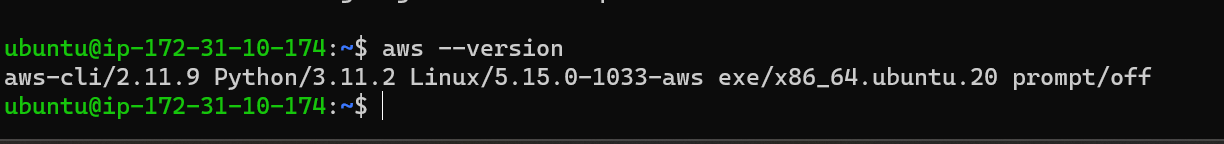 ubuntu@ip-172-31-10-174:~$ aws --version
aws-cli/2.11.9 Python/3.11.2 Linux/5.15.0-1033-aws exe/x86_64.ubuntu.20 prompt/off
ubuntu@ip-172-31-10-174:~$